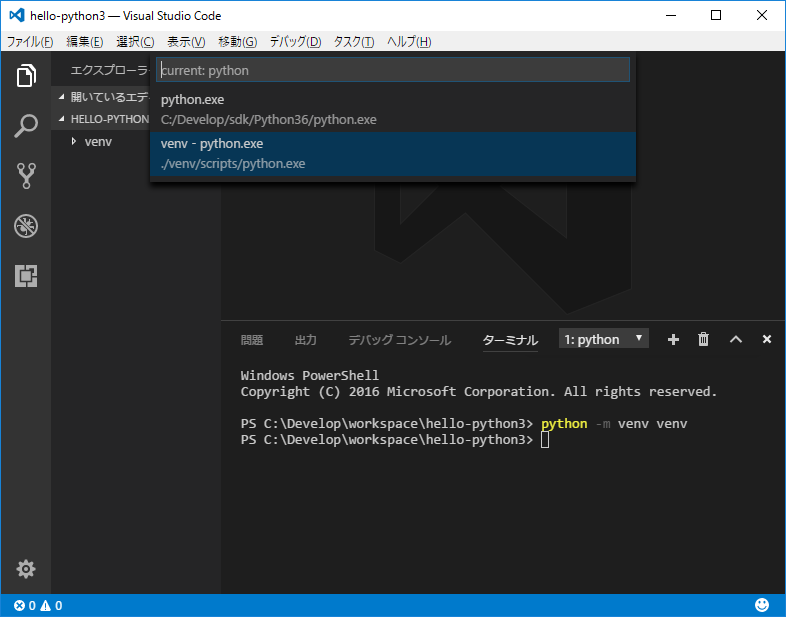 hello-python3 — Visual Studio Code
ファイル(F) 編集(E) 選択(C) 表示(V) 移動(G) デバッグ(D) タスク(T) ヘルプ(H)
エクスプローラ
開いているエデ
HELLO-PYTHON
venv
current: python
python.exe
C:/Develop/sdk/Python36/python.exe
venv - python.exe
./venv/scripts/python.exe
問題 出力 デバッグ コンソール ターミナル 1: python
Windows PowerShell
Copyright (C) 2016 Microsoft Corporation. All rights reserved.
PS C:\Develop\workspace\hello-python3> python -m venv venv
PS C:\Develop\workspace\hello-python3>
0 0